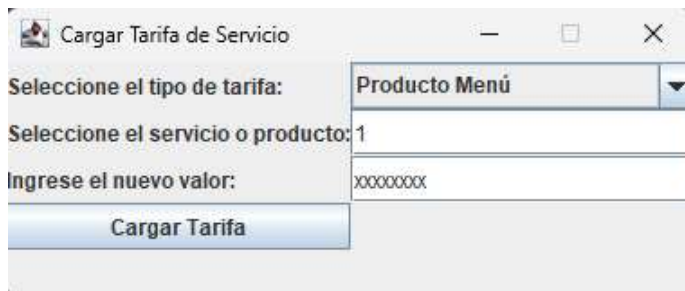 Cargar Tarifa de Servicio
Seleccione el tipo de tarifa: Producto Menú
Seleccione el servicio o producto: 1
Ingrese el nuevo valor: xxxxxxxx
Cargar Tarifa